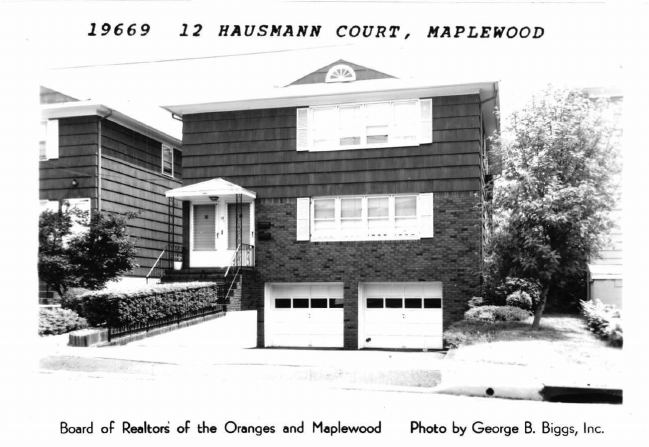 19669 12 HAUSMANN COURT, MAPLEWOOD
Board of Realtors of the Oranges and Maplewood Photo by George B. Biggs, Inc.